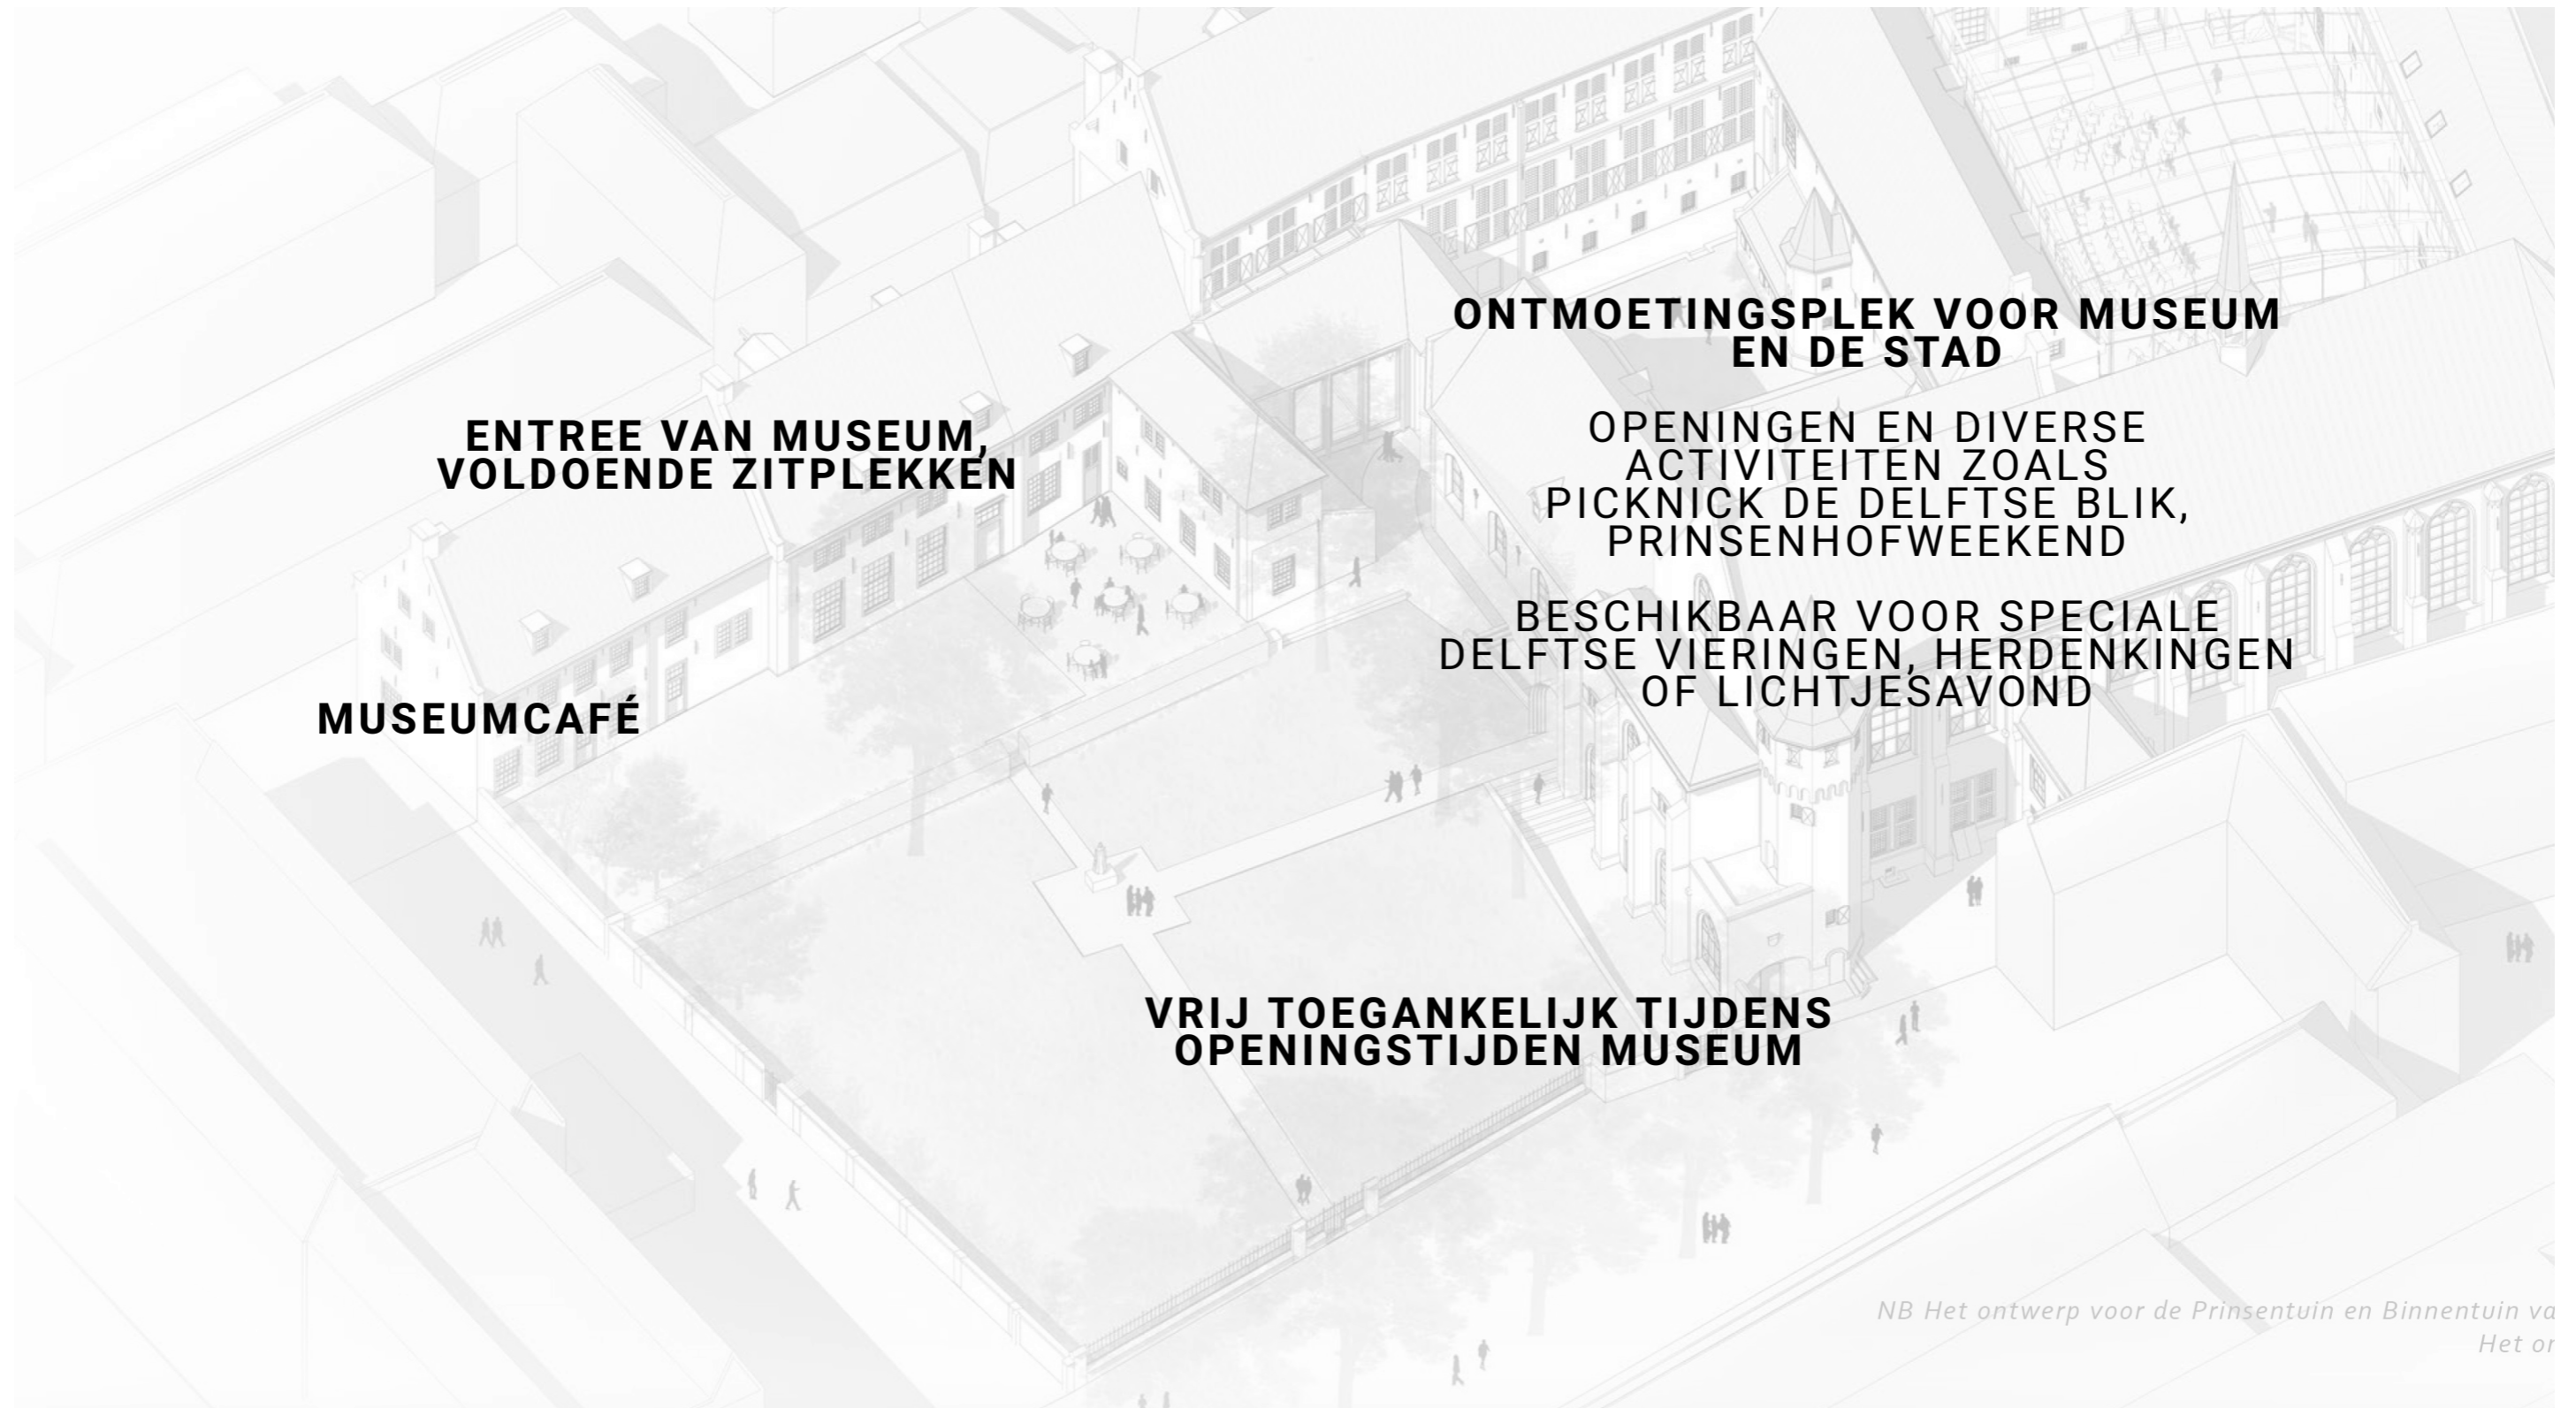 ENTREE VAN MUSEUM,
VOLDOENDE ZITPLEKKEN
MUSEUMCAFÉ
ONTMOETINGSPLEK VOOR MUSEUM
EN DE STAD
OPENINGEN EN DIVERSE
ACTIVITEITEN ZOALS
PICKNICK DE DELFTSE BLIK,
PRINSENHOFWEEKEND
BESCHIKBAAR VOOR SPECIALE
DELFTSE VIERINGEN, HERDENKINGEN
OF LICHTJESAVOND
VRIJ TOEGANKELIJK TIJDENS
OPENINGSTIJDEN MUSEUM
NB Het ontwerp voor de Prinsentuin en Binnentuin
Het